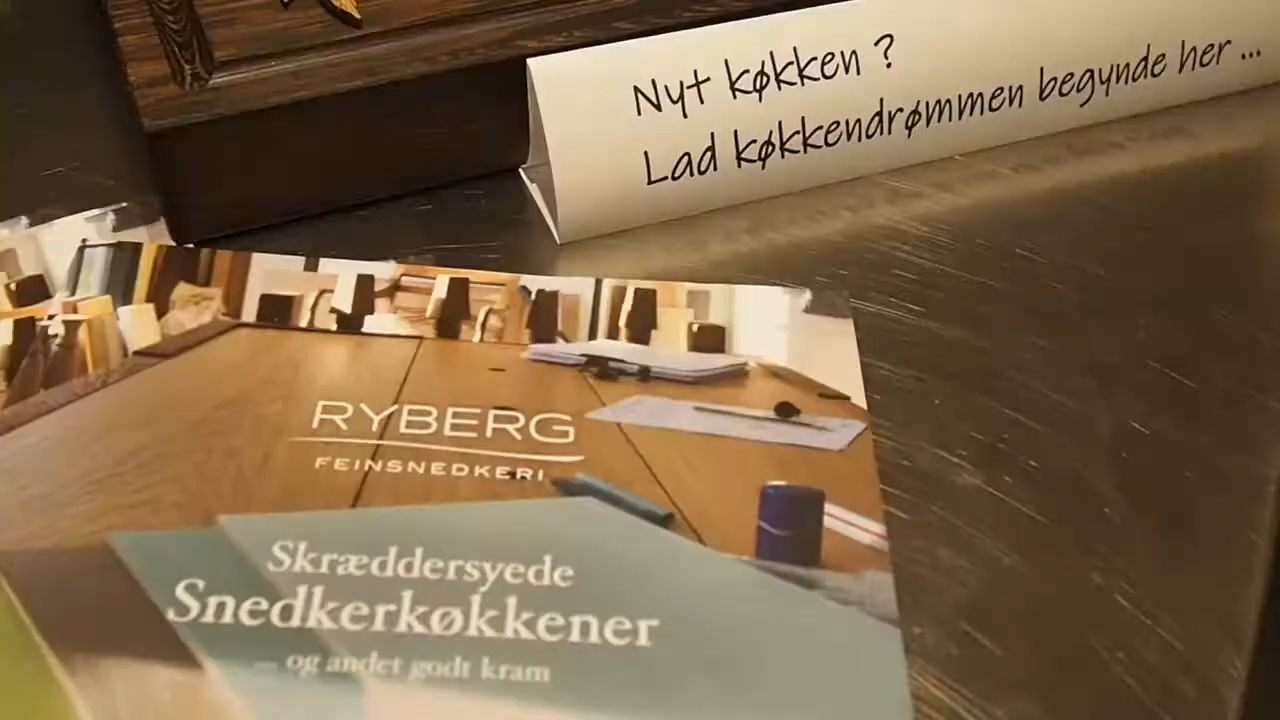 Nyt køkken ?
Lad køkkendrømmen begynde her ...
RYBERG
FEINSNEDKERI
Skræddersyede
Snedkerkøkkener
... og andet godt kram